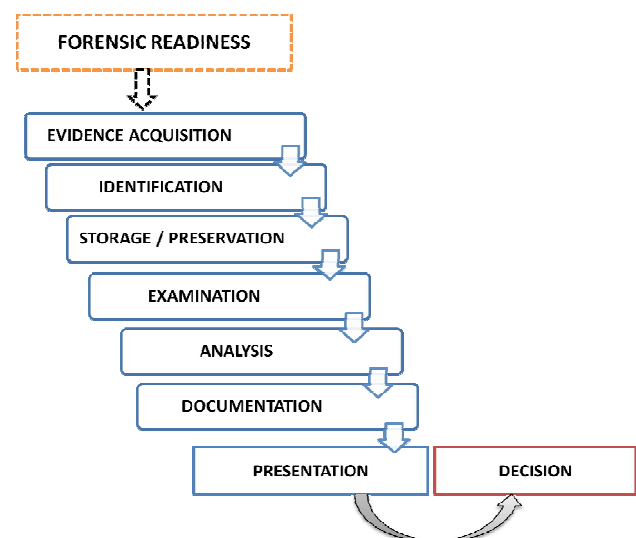 FORENSIC READINESS
EVIDENCE ACQUISITION
IDENTIFICATION
STORAGE / PRESERVATION
EXAMINATION
ANALYSIS
DOCUMENTATION
PRESENTATION
DECISION